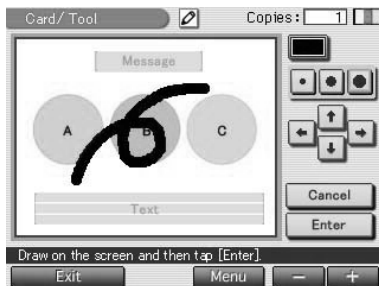 Card/Tool Copies: 1
Message
A B C
Text
Cancel
Enter
Draw on the screen and then tap [Enter].
Exit Menu − +